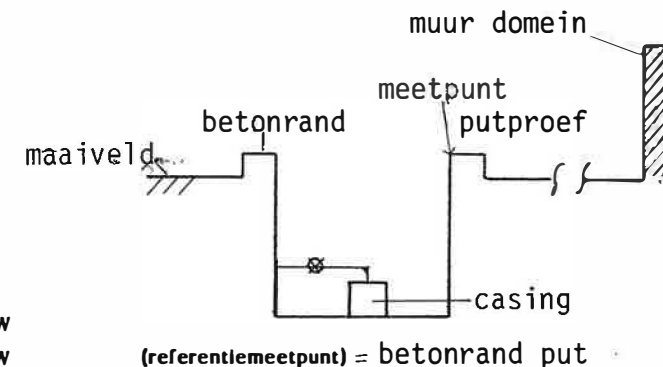 muur domein
meetpunt
betonrand
putproef
maaiveld
casing
w
w (referentiemeetpunt) = betonrand put